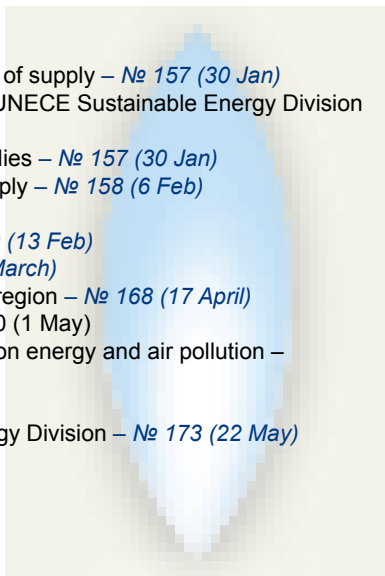 of supply – № 157 (30 Jan)
UNECE Sustainable Energy Division
lies – № 157 (30 Jan)
ply – № 158 (6 Feb)
(13 Feb)
March)
region – № 168 (17 April)
0 (1 May)
on energy and air pollution –
gy Division – № 173 (22 May)